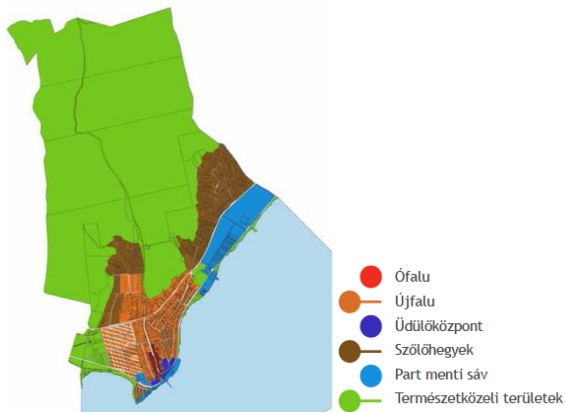 Ófalu
Újfalu
Üdülőközpont
Szőlőhegyek
Part menti sáv
Természetközeli területek